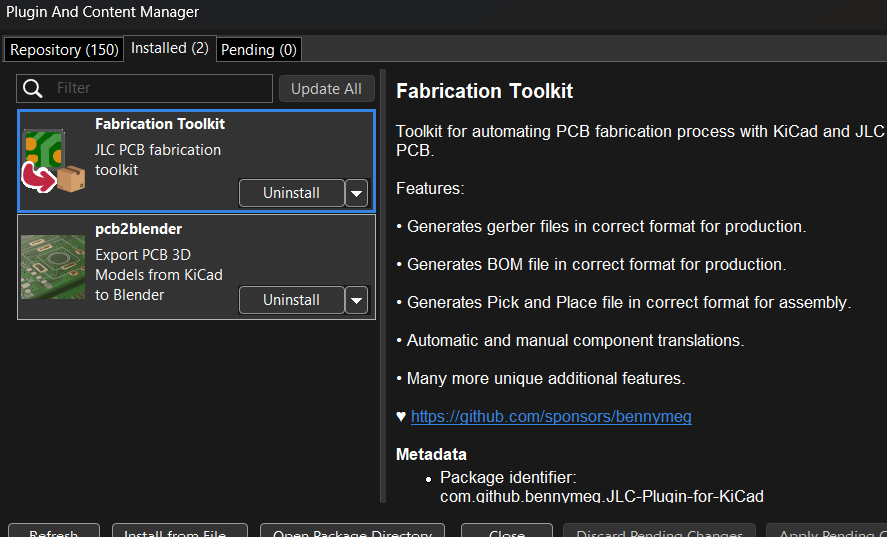 Plugin And Content Manager
Repository (150)
Installed (2)
Pending (0)
Filter
Update All
Fabrication Toolkit
JLC PCB fabrication
toolkit
Uninstall
pcb2blender
Export PCB 3D
Models from KiCad
to Blender
Uninstall
Fabrication Toolkit
Toolkit for automating PCB fabrication process with KiCad and JLC
PCB.
Features:
• Generates gerber files in correct format for production.
• Generates BOM file in correct format for production.
• Generates Pick and Place file in correct format for assembly.
• Automatic and manual component translations.
• Many more unique additional features.
♥ https://github.com/sponsors/bennymeg
Metadata
• Package identifier:
com.github.bennymeg.JLC-Plugin-for-KiCad
Refresh
Install from File...
Open Package Directory
Close
Discard Pending Changes
Apply Pending C